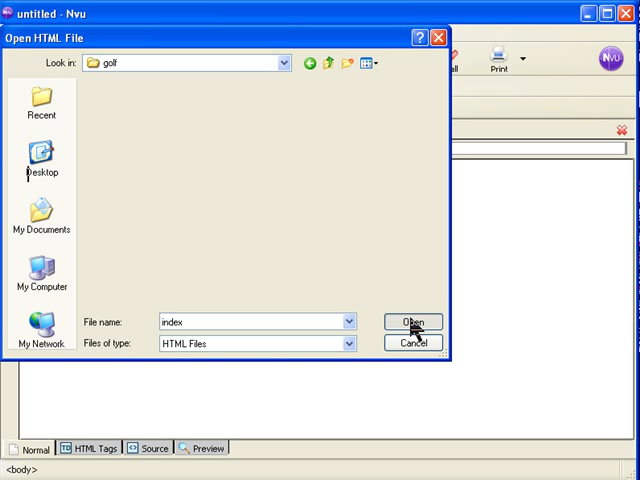 untitled - Nvu
Open HTML File
Look in: golf
Print
Nvu
Recent
Desktop
My Documents
My Computer
My Network
File name: index
Open
Files of type: HTML Files
Cancel
Normal HTML Tags Source Preview
<body>